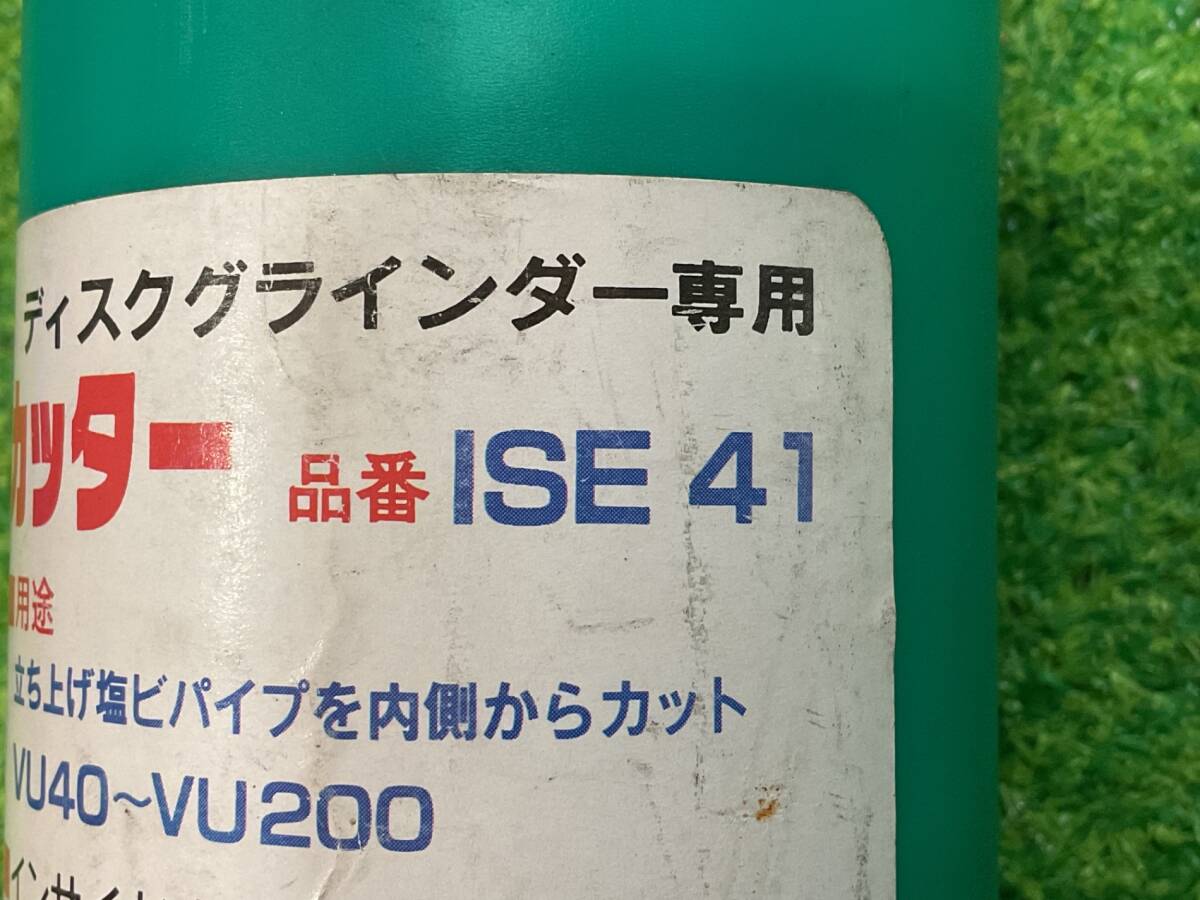 ディスクグラインダー専用
カッター 品番 ISE 41
■用途
立ち上げ塩ビパイプを内側からカット
VU40～VU200